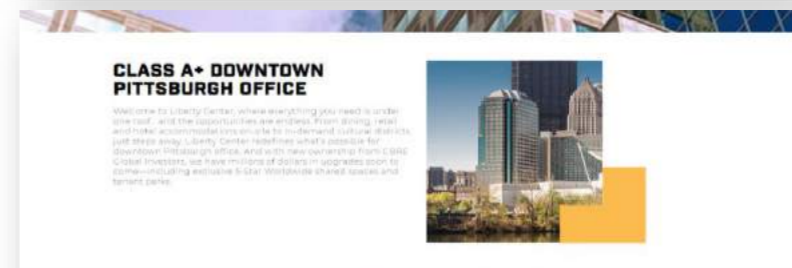 CLASS A+ DOWNTOWN
PITTSBURGH OFFICE
Welcome to Liberty Center, where everything you need is under
one roof...and the opportunities are endless. From dining, retail
and hotel accommodations on-site to in-demand cultural districts
just steps away, Liberty Center redefines what's possible for
downtown Pittsburgh office. And with new ownership from CBRE
Global Investors, we have millions of dollars in upgrades soon to
come—including exclusive 5-Star Worldwide shared spaces and
tenant perks.